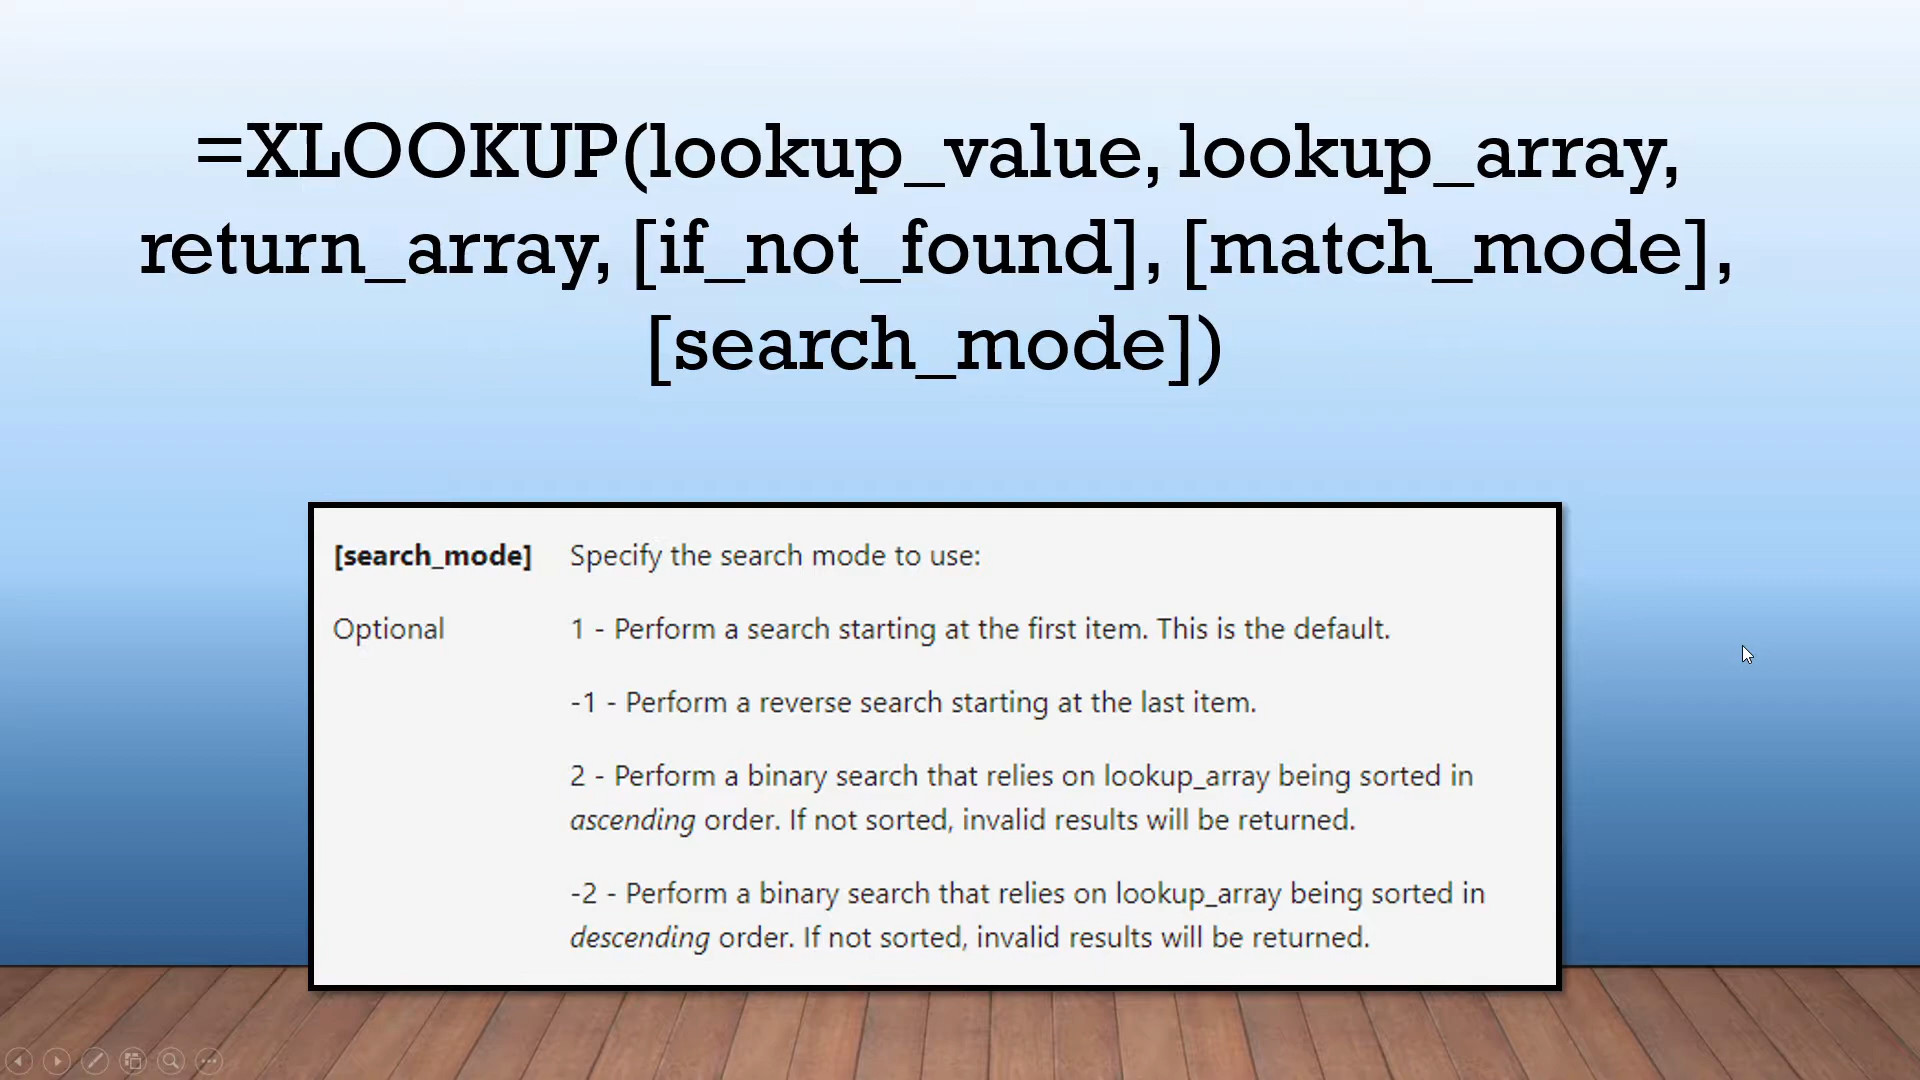 =XLOOKUP(lookup_value, lookup_array,
return_array, [if_not_found], [match_mode],
[search_mode])
[search_mode] Specify the search mode to use:
Optional 1 - Perform a search starting at the first item. This is the default.
-1 - Perform a reverse search starting at the last item.
2 - Perform a binary search that relies on lookup_array being sorted in
ascending order. If not sorted, invalid results will be returned.
-2 - Perform a binary search that relies on lookup_array being sorted in
descending order. If not sorted, invalid results will be returned.